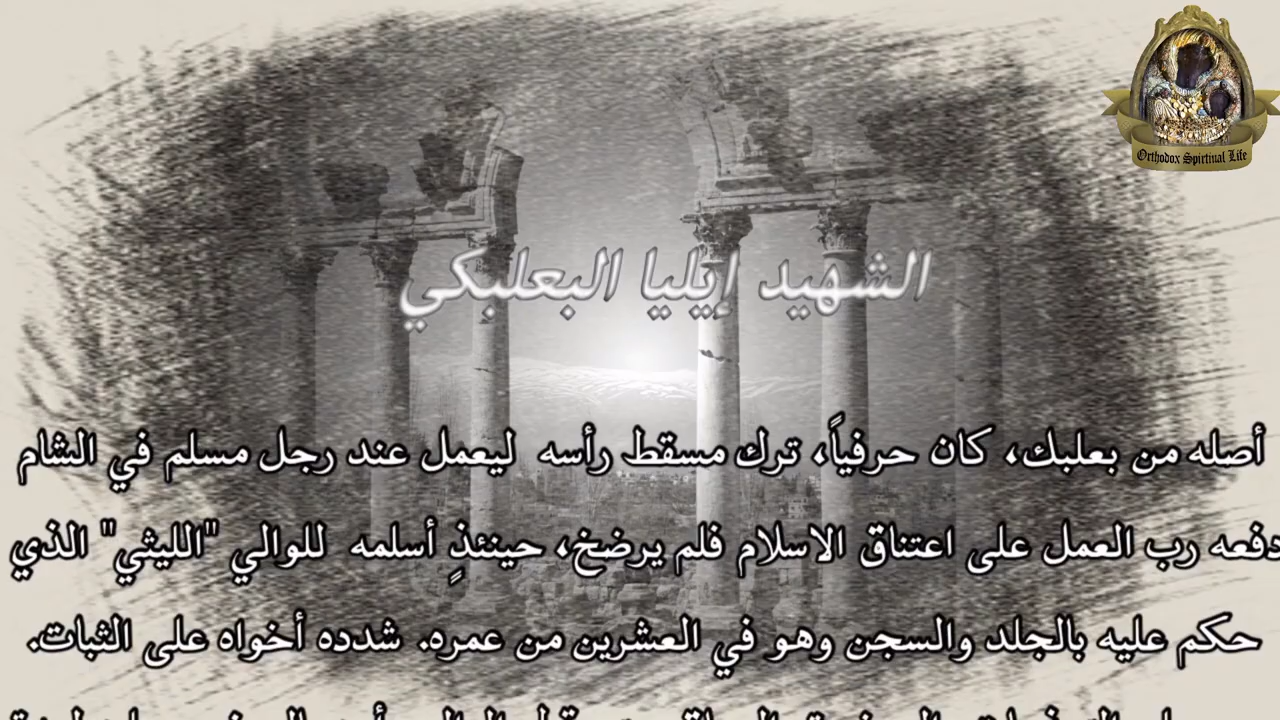 Orthodox Spirtinal Life
الشهيد إيليا البعلبكي
أصله من بعلبك، كان حرفياً، ترك مسقط رأسه ليعمل عند رجل مسلم في الشام
دفعه رب العمل على اعتناق الاسلام فلم يرضخ، حينئذٍ أسلمه للوالي "الليثي" الذي
حكم عليه بالجلد والسجن وهو في العشرين من عمره. شدده أخواه على الثبات.